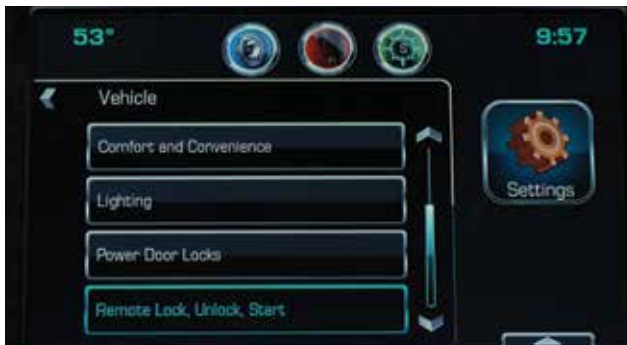 53°
9:57
Vehicle
Comfort and Convenience
Lighting
Power Door Locks
Remote Lock, Unlock, Start
Settings
S